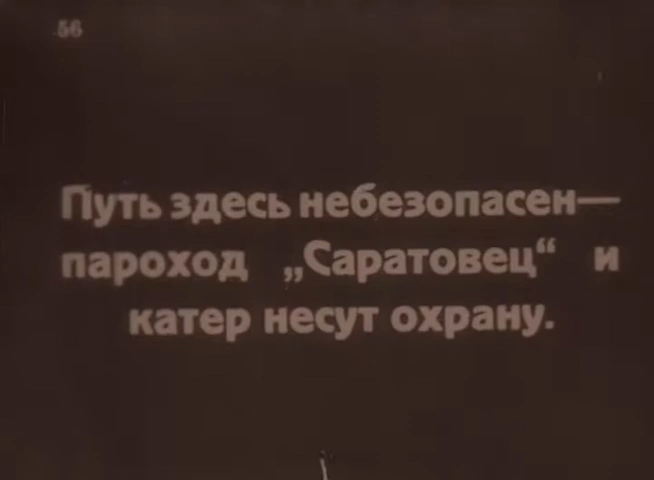 56
Путь здесь небезопасен—
пароход „Саратовец“ и
катер несут охрану.